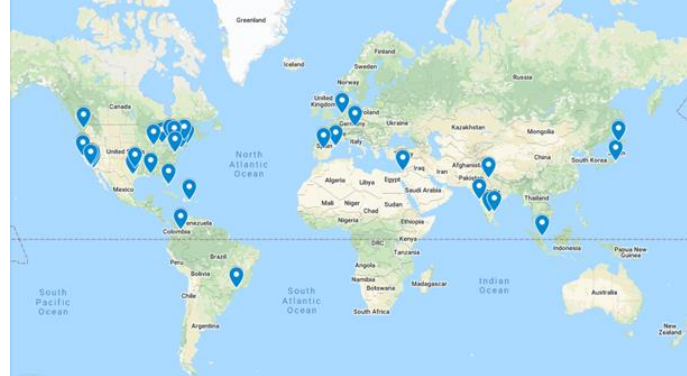 Greenland
Iceland
Finland
Sweden
Norway
Russia
Canada
United
Kingdom
Poland
Germany
Ukraine
Kazakhstan
Mongolia
Spain
Italy
United
North
Atlantic
Ocean
Iraq
Iran
Afghanistan
Pakistan
China
South Korea
Mexico
Algeria
Libya
Egypt
Saudi Arabia
Mali
Niger
Sudan
Chad
Nigeria
Ethiopia
Thailand
Venezuela
Colombia
DRC
Kenya
Tanzania
Indonesia
Papua New
Guinea
Peru
Brazil
Bolivia
Angola
Namibia
Botswana
Madagascar
South
Pacific
Ocean
South
Atlantic
Ocean
Indian
Ocean
Australia
Chile
Argentina
South Africa
New
Zealand